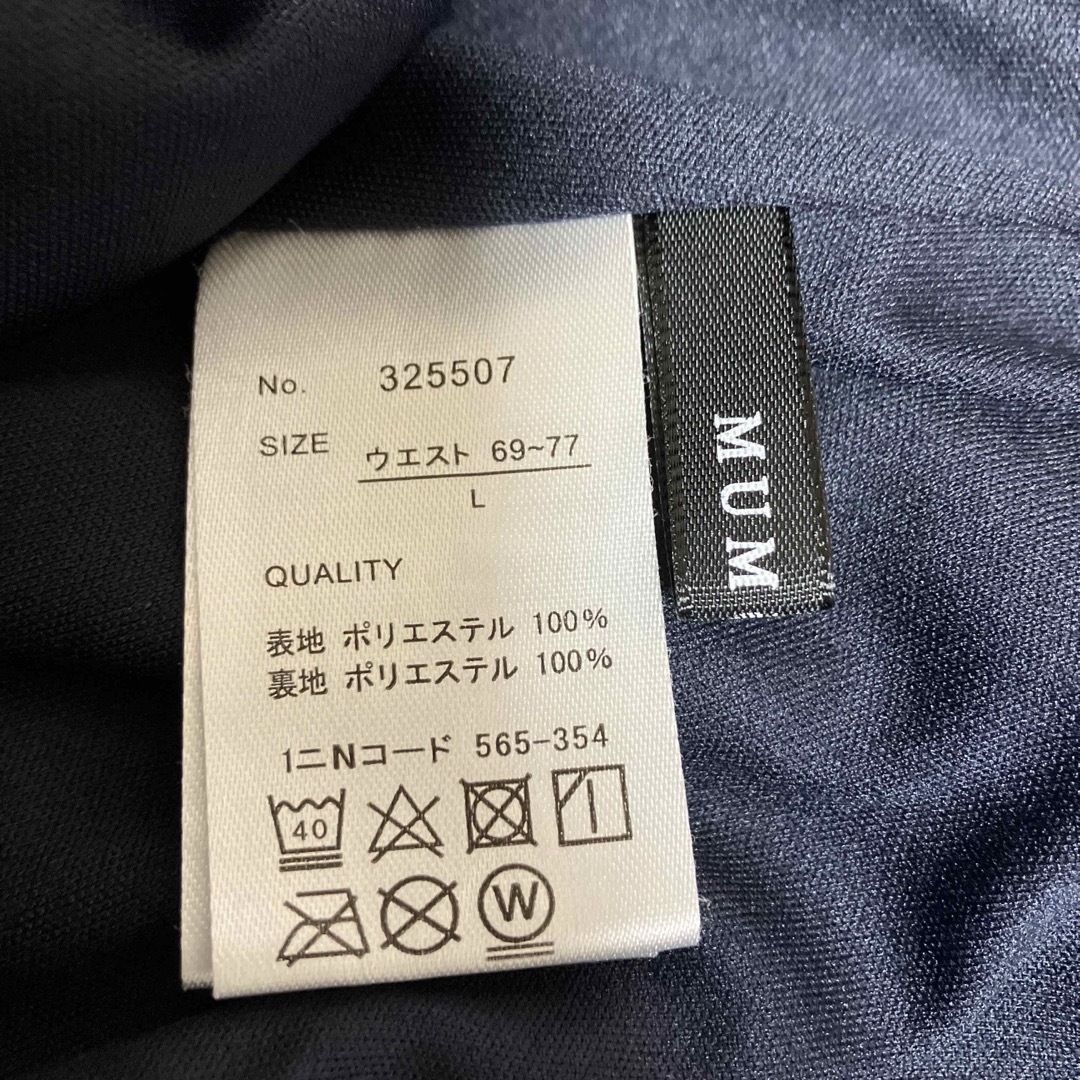 No. 325507
SIZE ウエスト 69~77
L
QUALITY
表地 ポリエステル 100%
裏地 ポリエステル 100%
1ニNコード 565-354
40
W
MUM